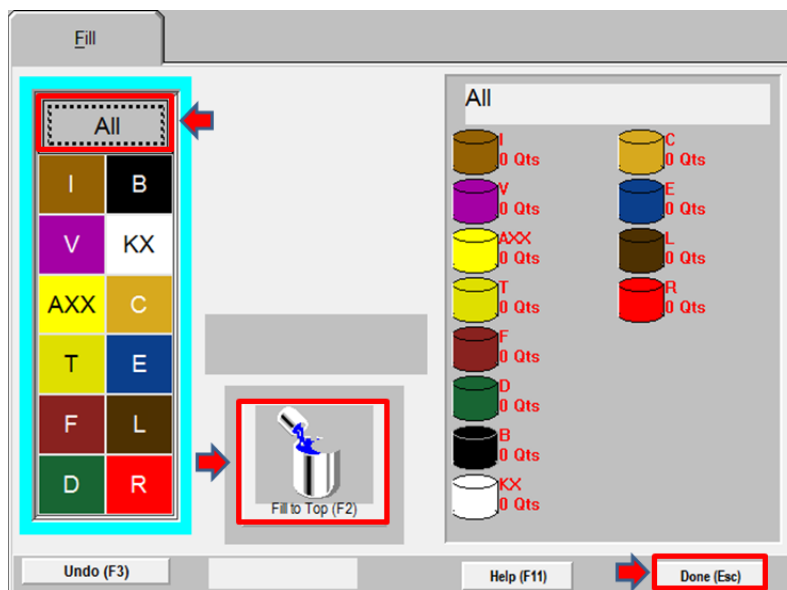 Fill
All
I B
V KX
AXX C
T E
F L
D R
Fill to Top (F2)
All
I
0 Qts
V
0 Qts
AXX
0 Qts
T
0 Qts
F
0 Qts
D
0 Qts
B
0 Qts
KX
0 Qts
C
0 Qts
E
0 Qts
L
0 Qts
R
0 Qts
Undo (F3)
Help (F11)
Done (Esc)